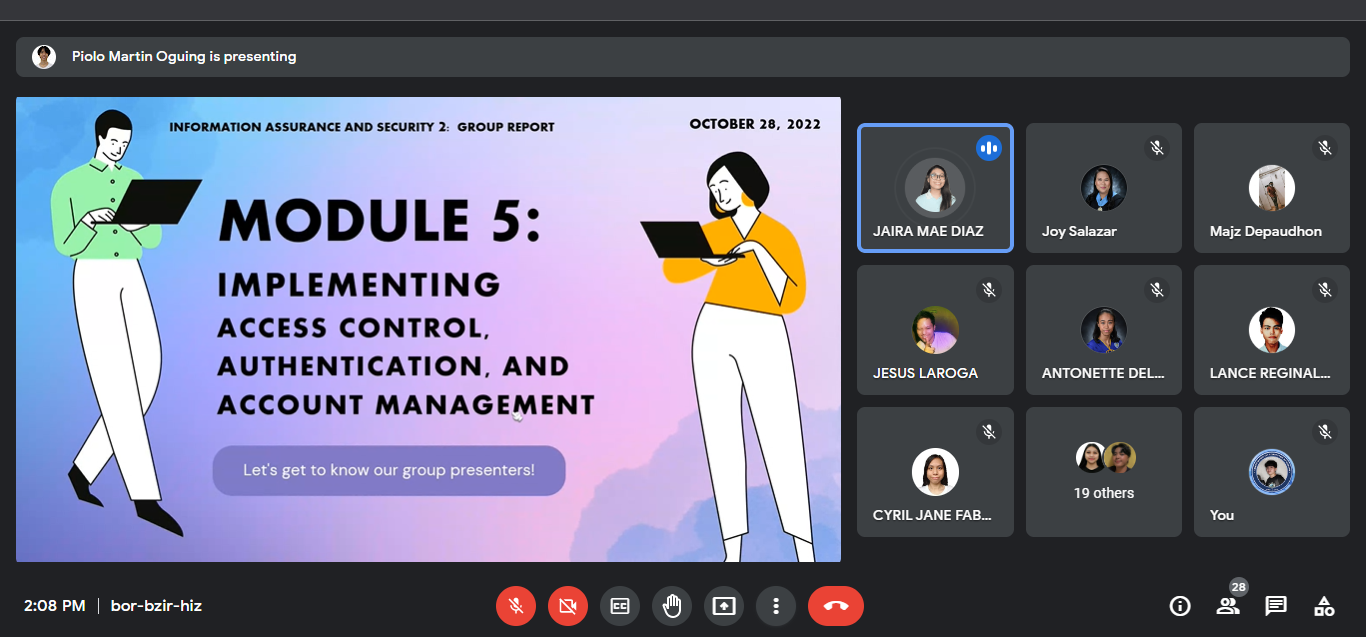 Piolo Martin Oguing is presenting
INFORMATION ASSURANCE AND SECURITY 2: GROUP REPORT
OCTOBER 28, 2022
MODULE 5:
IMPLEMENTING
ACCESS CONTROL,
AUTHENTICATION, AND
ACCOUNT MANAGEMENT
Let's get to know our group presenters!
JAIRA MAE DIAZ
Joy Salazar
Majz Depaudhon
JESUS LAROGA
ANTONETTE DEL...
LANCE REGINAL...
CYRIL JANE FAB...
19 others
You
2:08 PM | bor-bzir-hiz
CC
28